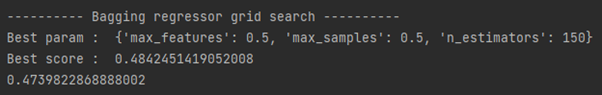 ---------- Bagging regressor grid search ----------
Best param :  {'max_features': 0.5, 'max_samples': 0.5, 'n_estimators': 150}
Best score :  0.4842451419052008
0.4739822868888002